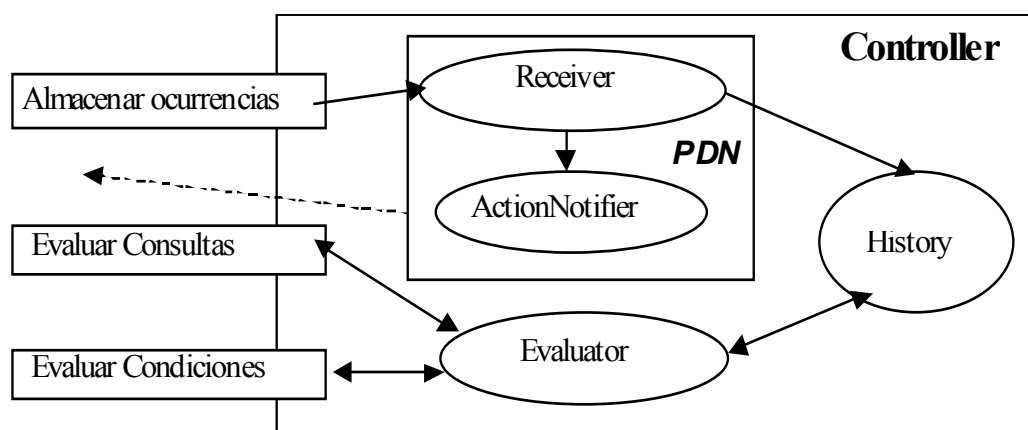 Controller
Receiver
Almacenar ocurrencias
PDN
ActionNotifier
Evaluar Consultas
History
Evaluator
Evaluar Condiciones